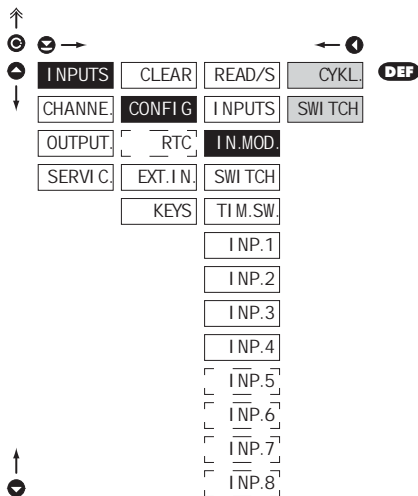 INPUTS CLEAR READ/S CYKL. DEF
CHANNE. CONFIG INPUTS SWITCH
OUTPUT. RTC IN.MOD.
SERVIC. EXT.IN. SWITCH
KEYS TIM.SW.
INP.1
INP.2
INP.3
INP.4
INP.5
INP.6
INP.7
INP.8